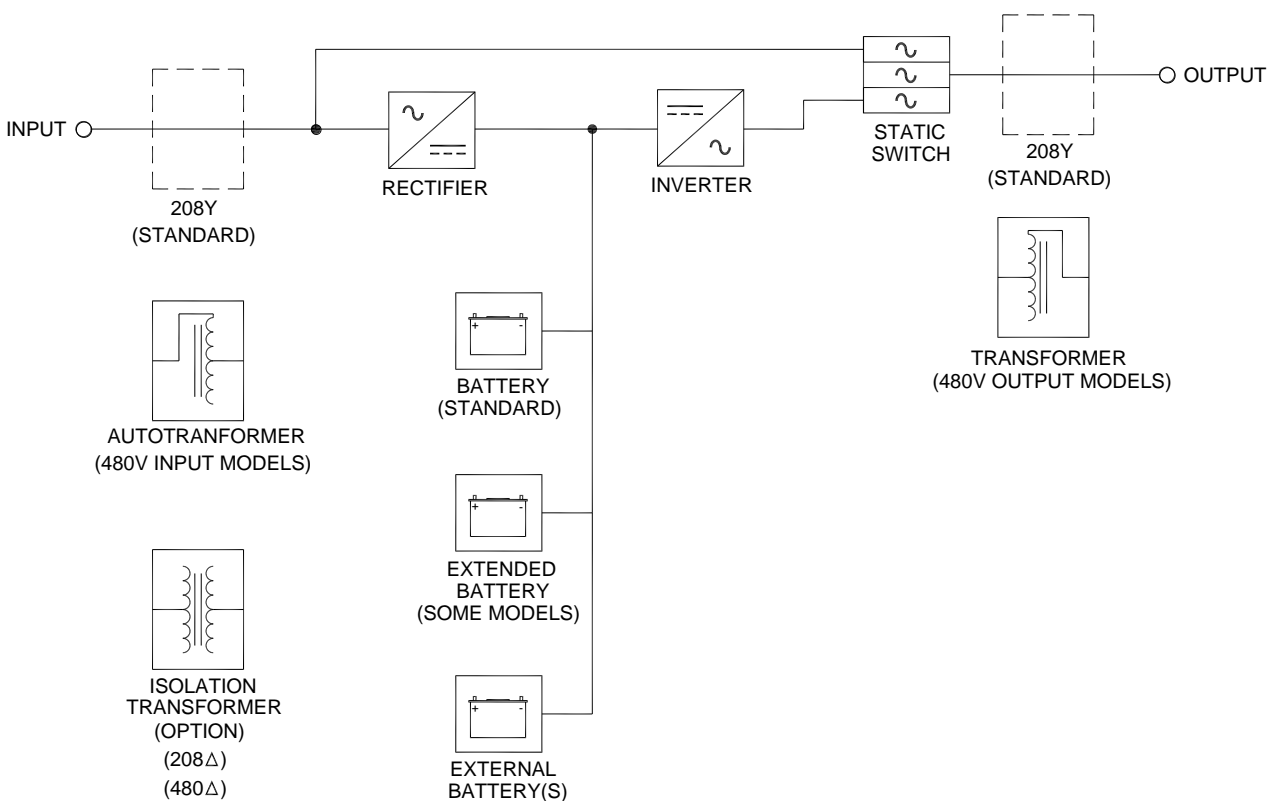 INPUT
208Y
(STANDARD)
RECTIFIER
INVERTER
STATIC
SWITCH
OUTPUT
208Y
(STANDARD)
AUTOTRANFORMER
(480V INPUT MODELS)
+ -
BATTERY
(STANDARD)
TRANSFORMER
(480V OUTPUT MODELS)
+ -
EXTENDED
BATTERY
(SOME MODELS)
ISOLATION
TRANSFORMER
(OPTION)
(208△)
(480△)
+ -
EXTERNAL
BATTERY(S)